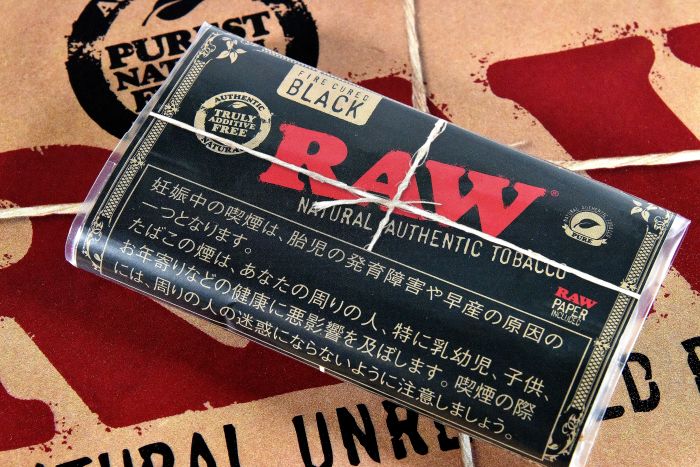 PUREST
NATURAL
FIRE CURED
BLACK
AUTHENTIC
TRULY
ADDITIVE
FREE
NATURAL
RAW®
NATURAL AUTHENTIC TOBACCO
PURE
RAW
PAPER
INCLUDED
妊娠中の喫煙は、胎児の発育障害や早産の原因の
一つとなります。
たばこの煙は、あなたの周りの人、特に乳幼児、子供、
お年寄りなどの健康に悪影響を及ぼします。喫煙の際
には、周りの人の迷惑にならないように注意しましょう。